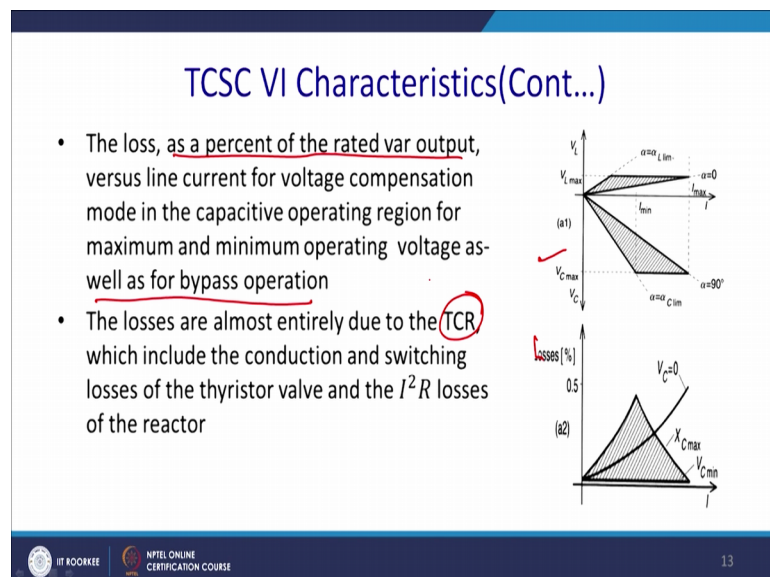 TCSC VI Characteristics(Cont...)
• The loss, as a percent of the rated var output,
versus line current for voltage compensation
mode in the capacitive operating region for
maximum and minimum operating voltage as-
well as for bypass operation
• The losses are almost entirely due to the TCR,
which include the conduction and switching
losses of the thyristor valve and the I²R losses
of the reactor
V_L
α=α_L lim.
V_L max
α=0
I_max
I_min
I
(a1)
V_C max
V_C
α=90°
α=α_C lim
Losses [%]
V_C=0
0.5
(a2)
X_C max
V_C min
I
IIT ROORKEE
NPTEL ONLINE
CERTIFICATION COURSE
13